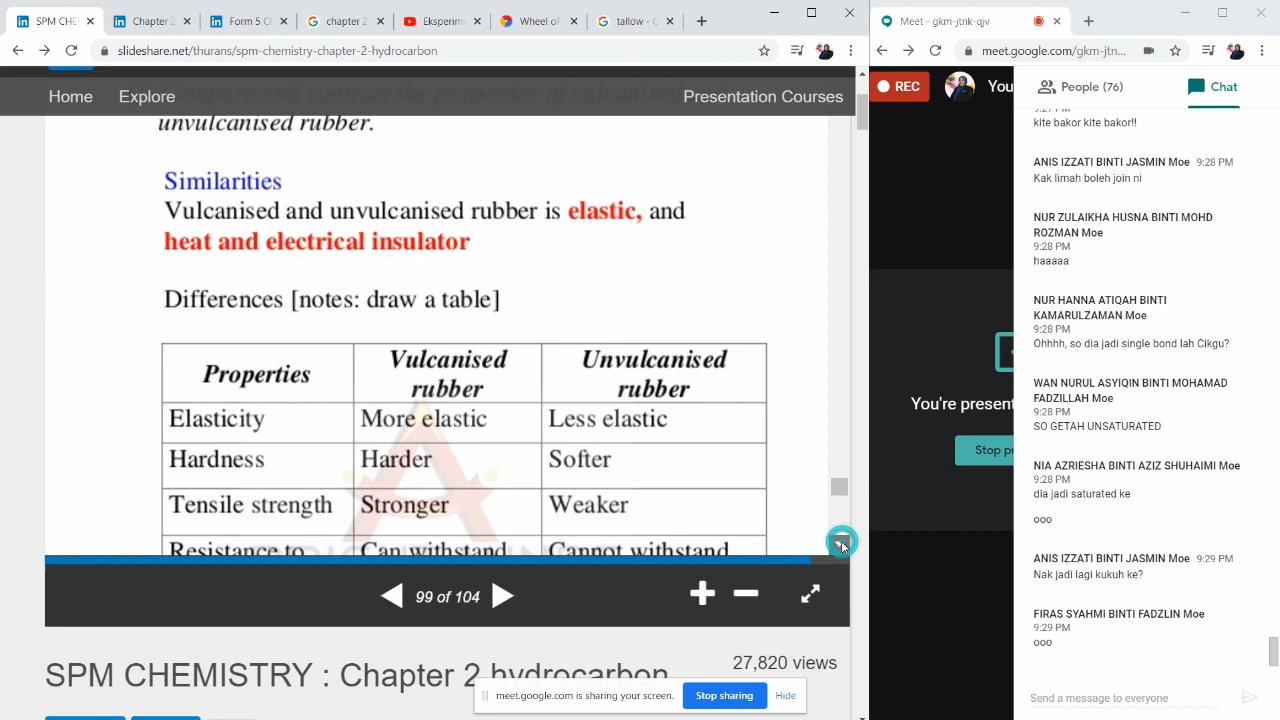 SPM CHE
Chapter 2
Form 5 C
chapter 2
Eksperim
Wheel of
tallow - G
slideshare.net/thurans/spm-chemistry-chapter-2-hydrocarbon
Home
Explore
Presentation Courses
unvulcanised rubber.
Similarities
Vulcanised and unvulcanised rubber is elastic, and
heat and electrical insulator
Differences [notes: draw a table]
Properties
Vulcanised
rubber
Unvulcanised
rubber
Elasticity
More elastic
Less elastic
Hardness
Harder
Softer
Tensile strength
Stronger
Weaker
Resistance to
Can withstand
Cannot withstand
99 of 104
SPM CHEMISTRY : Chapter 2 hydrocarbon
27,820 views
meet.google.com is sharing your screen.
Stop sharing
Hide
Meet - gkm-jtnk-qjv
meet.google.com/gkm-jtn...
REC
You
You're present
Stop pr
People (76)
Chat
9:27 PM
kite bakor kite bakor!!
ANIS IZZATI BINTI JASMIN Moe 9:28 PM
Kak limah boleh join ni
NUR ZULAIKHA HUSNA BINTI MOHD
ROZMAN Moe
9:28 PM
haaaaa
NUR HANNA ATIQAH BINTI
KAMARULZAMAN Moe
9:28 PM
Ohhhh, so dia jadi single bond lah Cikgu?
WAN NURUL ASYIQIN BINTI MOHAMAD
FADZILLAH Moe
9:28 PM
SO GETAH UNSATURATED
NIA AZRIESHA BINTI AZIZ SHUHAIMI Moe
9:28 PM
dia jadi saturated ke
ooo
ANIS IZZATI BINTI JASMIN Moe 9:29 PM
Nak jadi lagi kukuh ke?
FIRAS SYAHMI BINTI FADZLIN Moe
9:29 PM
ooo
Send a message to everyone